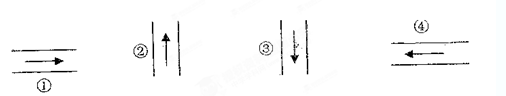 ① ② ③ ④